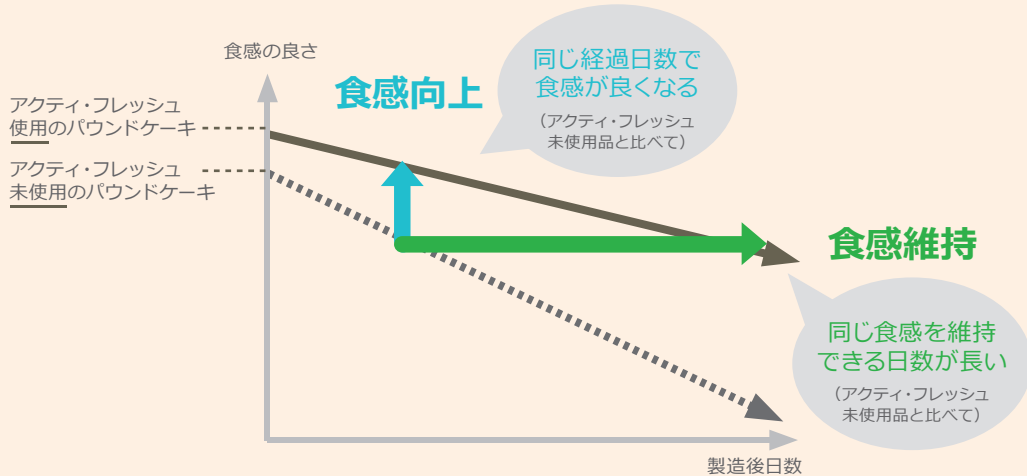 食感の良さ
アクティ・フレッシュ
使用のパウンドケーキ
アクティ・フレッシュ
未使用のパウンドケーキ
食感向上
同じ経過日数で
食感が良くなる
（アクティ・フレッシュ
未使用品と比べて）
食感維持
同じ食感を維持
できる日数が長い
（アクティ・フレッシュ
未使用品と比べて）
製造後日数